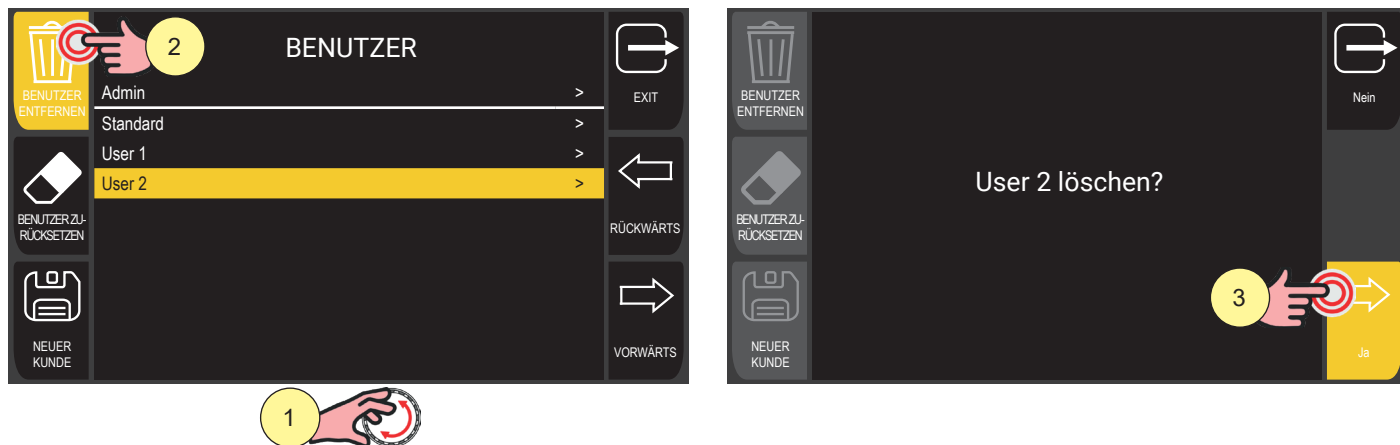 2
BENUTZER
BENUTZER
ENTFERNEN
Admin >
Standard >
User 1 >
User 2 >
BENUTZER ZU-
RÜCKSETZEN
NEUER
KUNDE
EXIT
RÜCKWÄRTS
VORWÄRTS
1
BENUTZER
ENTFERNEN
BENUTZER ZU-
RÜCKSETZEN
NEUER
KUNDE
User 2 löschen?
Nein
3
Ja